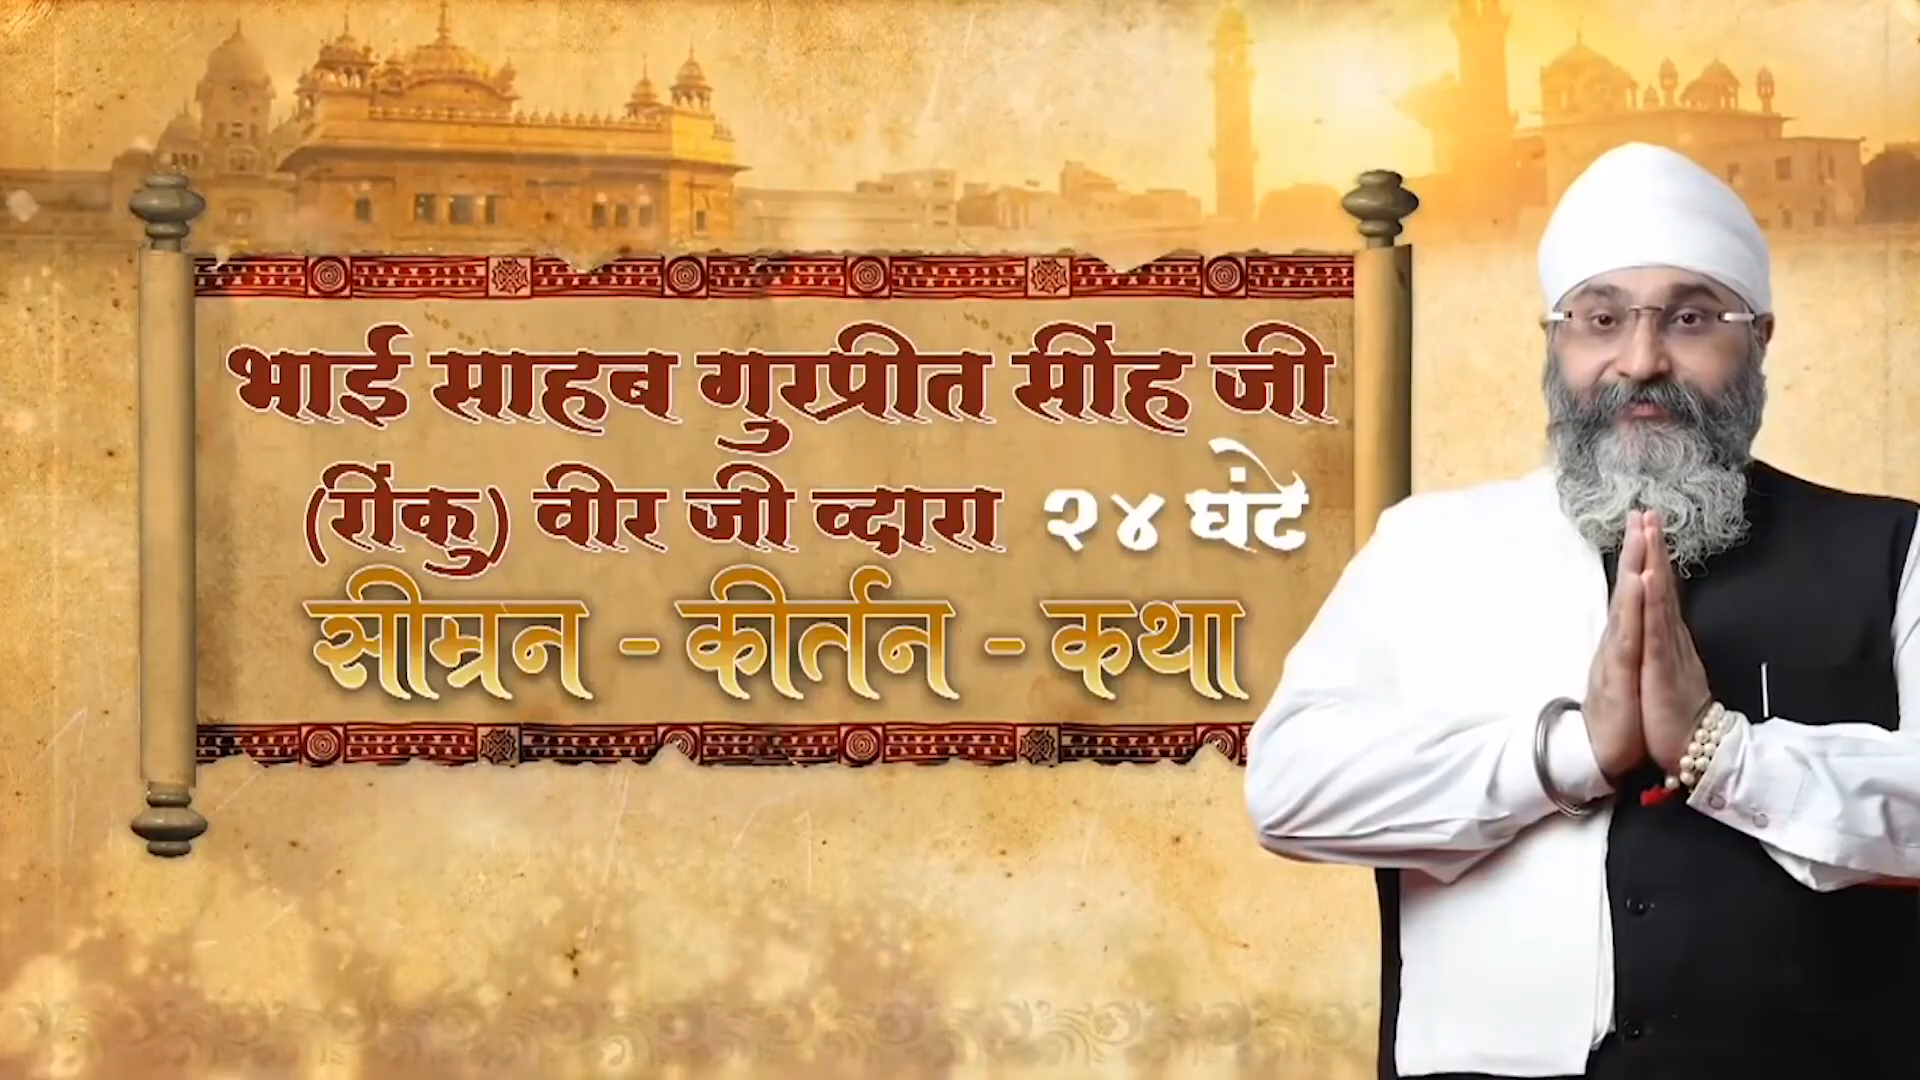 भाई साहब गुरप्रीत सींह जी
(रींकु) वीर जी व्दारा २४ घंटे
सीम्रन - कीर्तन - कथा